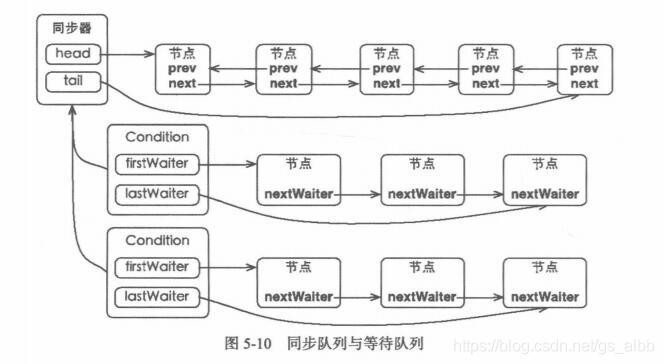 同步器
head
tail
节点 节点 节点 节点 节点
prev prev prev prev prev
next next next next next
Condition
firstWaiter
lastWaiter
节点 节点 节点
nextWaiter nextWaiter nextWaiter
Condition
firstWaiter
lastWaiter
节点 节点 节点
nextWaiter nextWaiter nextWaiter
图 5-10 同步队列与等待队列
https://blog.csdn.net/gs_albb